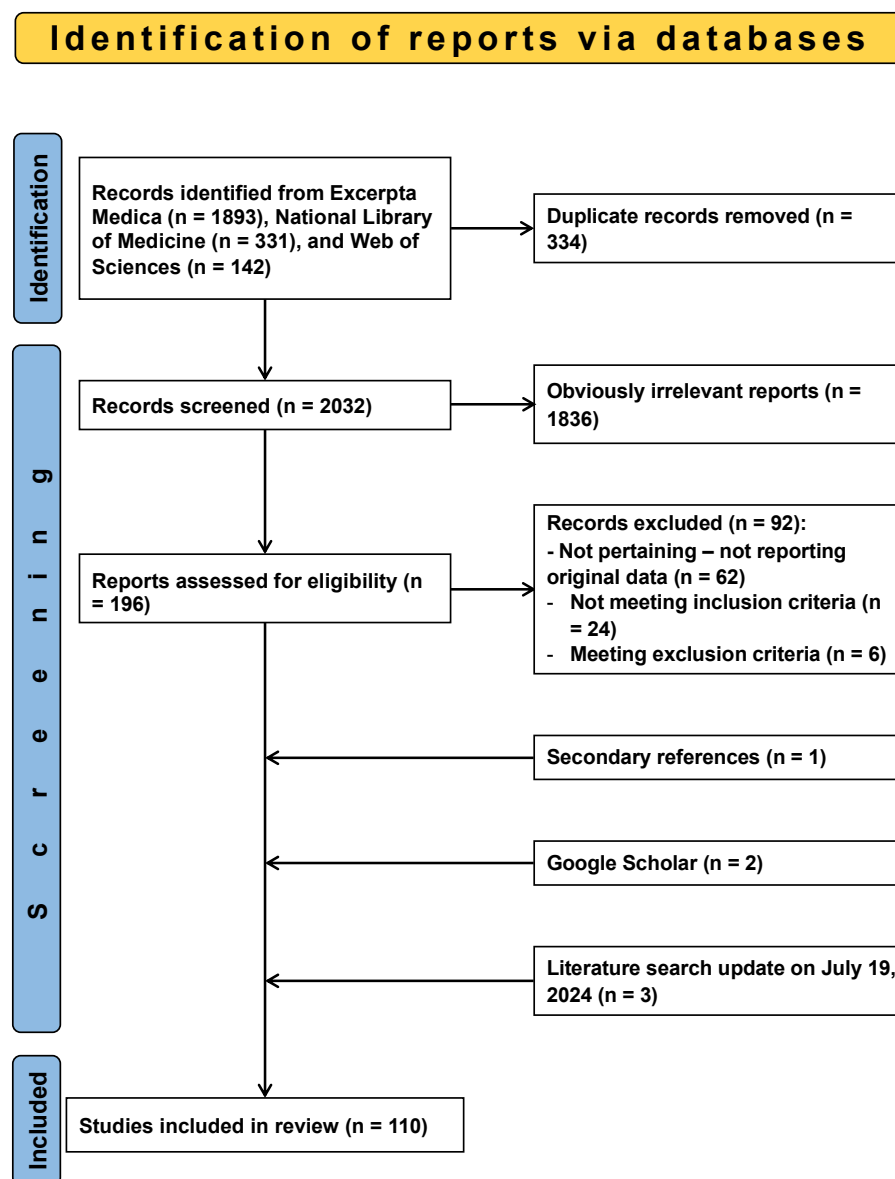 Identification of reports via databases
Identification
Records identified from Excerpta
Medica (n = 1893), National Library
of Medicine (n = 331), and Web of
Sciences (n = 142)
Duplicate records removed (n =
334)
Screening
Records screened (n = 2032)
Obviously irrelevant reports (n =
1836)
Reports assessed for eligibility (n
= 196)
Records excluded (n = 92):
- Not pertaining – not reporting
original data (n = 62)
- Not meeting inclusion criteria (n
= 24)
- Meeting exclusion criteria (n = 6)
Secondary references (n = 1)
Google Scholar (n = 2)
Literature search update on July 19,
2024 (n = 3)
Included
Studies included in review (n = 110)